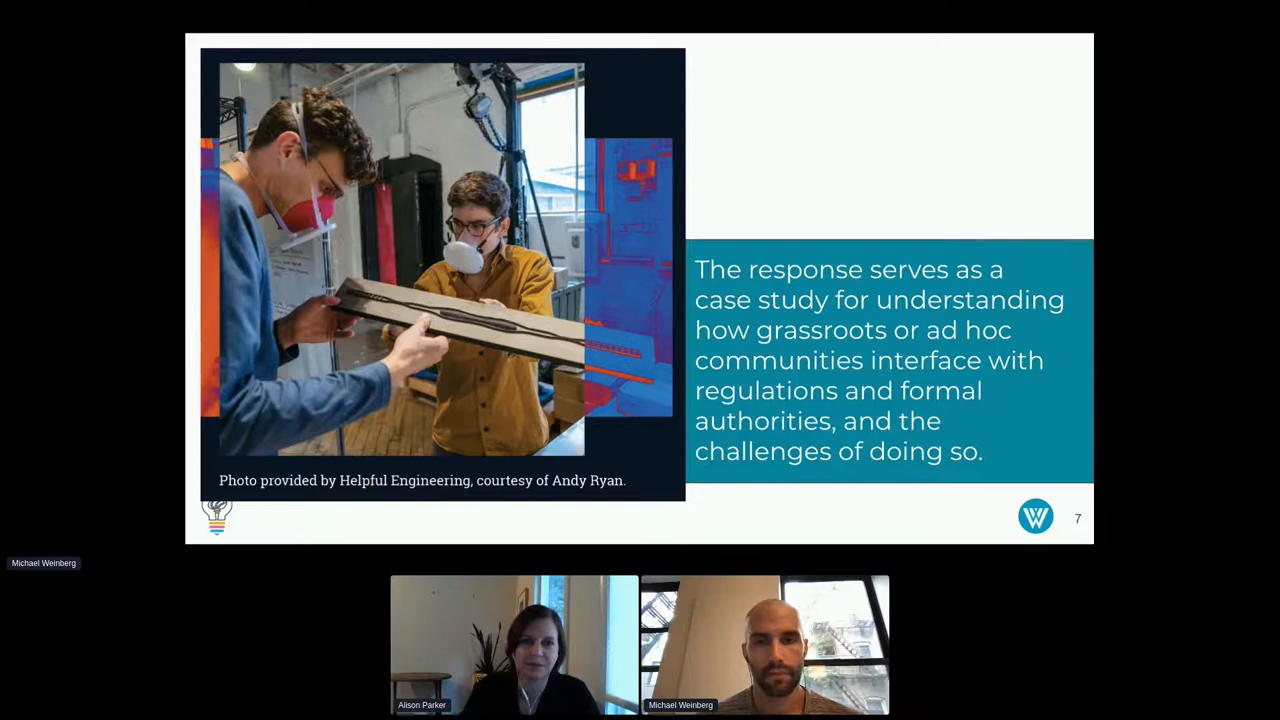 The response serves as a
case study for understanding
how grassroots or ad hoc
communities interface with
regulations and formal
authorities, and the
challenges of doing so.
Photo provided by Helpful Engineering, courtesy of Andy Ryan.
W
7
Michael Weinberg
Alison Parker
Michael Weinberg